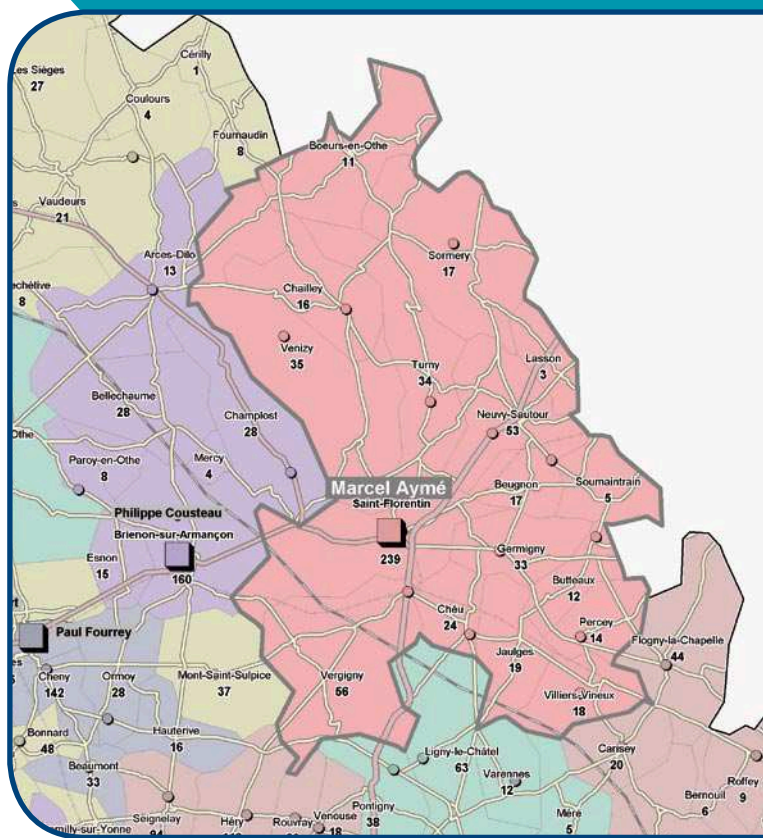 Cérilly
1
Les Sièges
27
Coulours
4
Fournaudin
8
Boeurs-en-Othe
11
Vaudeurs
21
Arces-Dilo
13
Sormery
17
8
Chailley
16
Venizy
35
Turny
34
Lasson
3
Bellechaume
28
Champlost
28
Neuvy-Sautour
53
Othe
Paroy-en-Othe
8
Mercy
4
Soumaintrain
5
Beugnon
17
Marcel Aymé
Saint-Florentin
239
Philippe Cousteau
Brienon-sur-Armançon
160
Esnon
15
Germigny
33
Butteaux
12
Chéu
24
Percey
14
Paul Fourrey
Flogny-la-Chapelle
44
Jaulges
19
Cheny
142
Ormoy
28
Mont-Saint-Sulpice
37
Vergigny
56
Villiers-Vineux
18
Bonnard
48
Hauterive
16
Beaumont
33
Ligny-le-Châtel
63
Carisey
20
Varennes
12
Roffey
9
Bernouil
6
Pontigny
38
Méré
5
Seignelay
Héry
Rouvray
Venouse
18